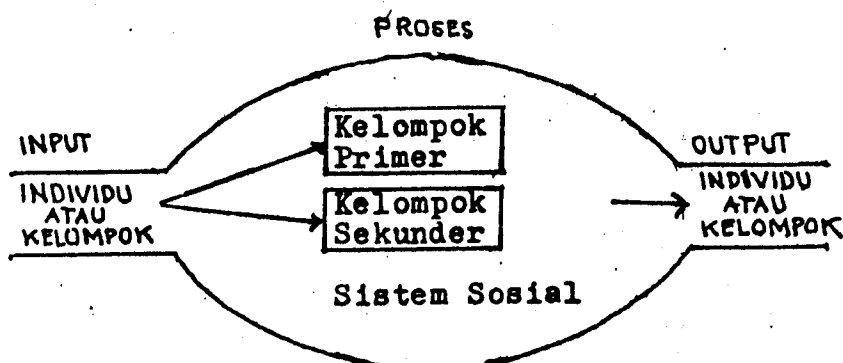 PROSES
INPUT
INDIVIDU
ATAU
KELOMPOK
Kelompok
Primer
Kelompok
Sekunder
Sistem Sosial
OUTPUT
INDIVIDU
ATAU
KELOMPOK